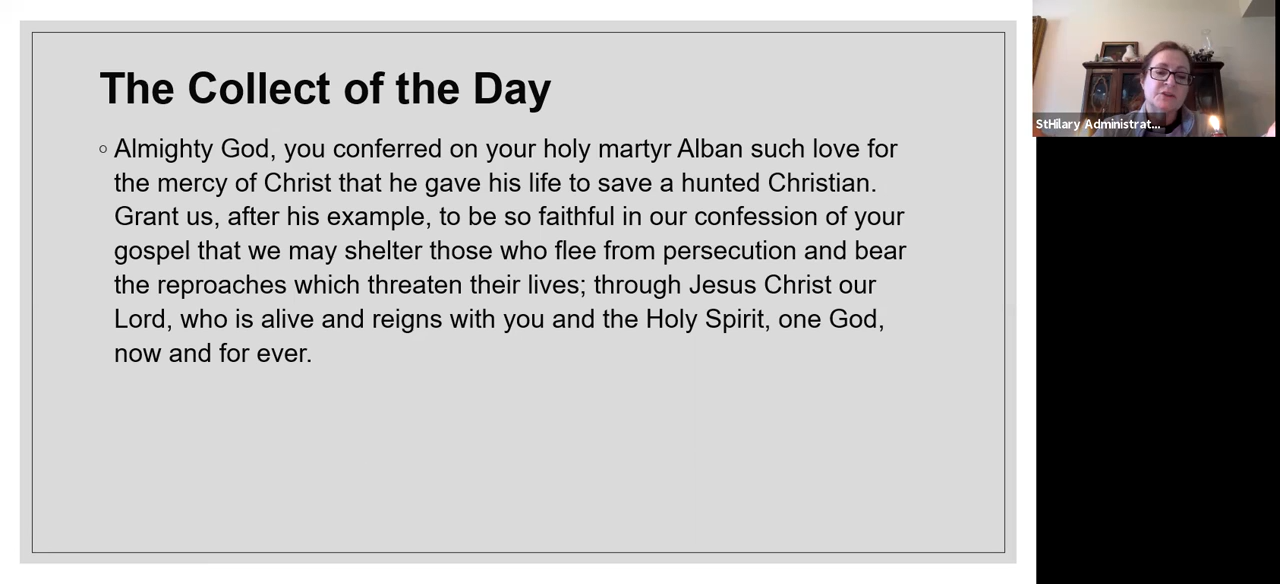 The Collect of the Day
◦ Almighty God, you conferred on your holy martyr Alban such love for
the mercy of Christ that he gave his life to save a hunted Christian.
Grant us, after his example, to be so faithful in our confession of your
gospel that we may shelter those who flee from persecution and bear
the reproaches which threaten their lives; through Jesus Christ our
Lord, who is alive and reigns with you and the Holy Spirit, one God,
now and for ever.
StHilary Administrat...